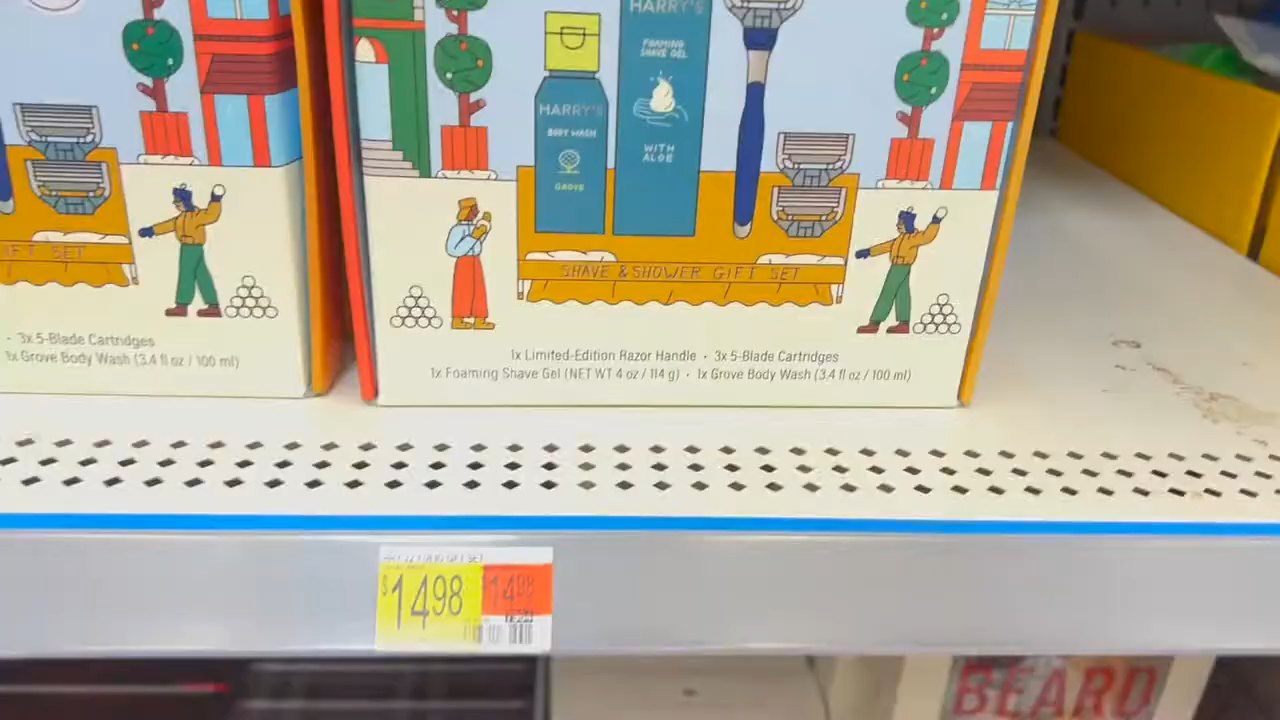 HARRY'S
FOAMING
SHAVE GEL
WITH
ALOE
HARRY'S
BODY WASH
GROVE
SHAVE & SHOWER GIFT SET
1x Limited-Edition Razor Handle · 3x 5-Blade Cartridges
1x Foaming Shave Gel (NET WT 4 oz / 114 g) · 1x Grove Body Wash (3.4 fl oz / 100 ml)
GIFT SET
· 3x 5-Blade Cartridges
1x Grove Body Wash (3.4 fl oz / 100 ml)
$14.98
BEARD